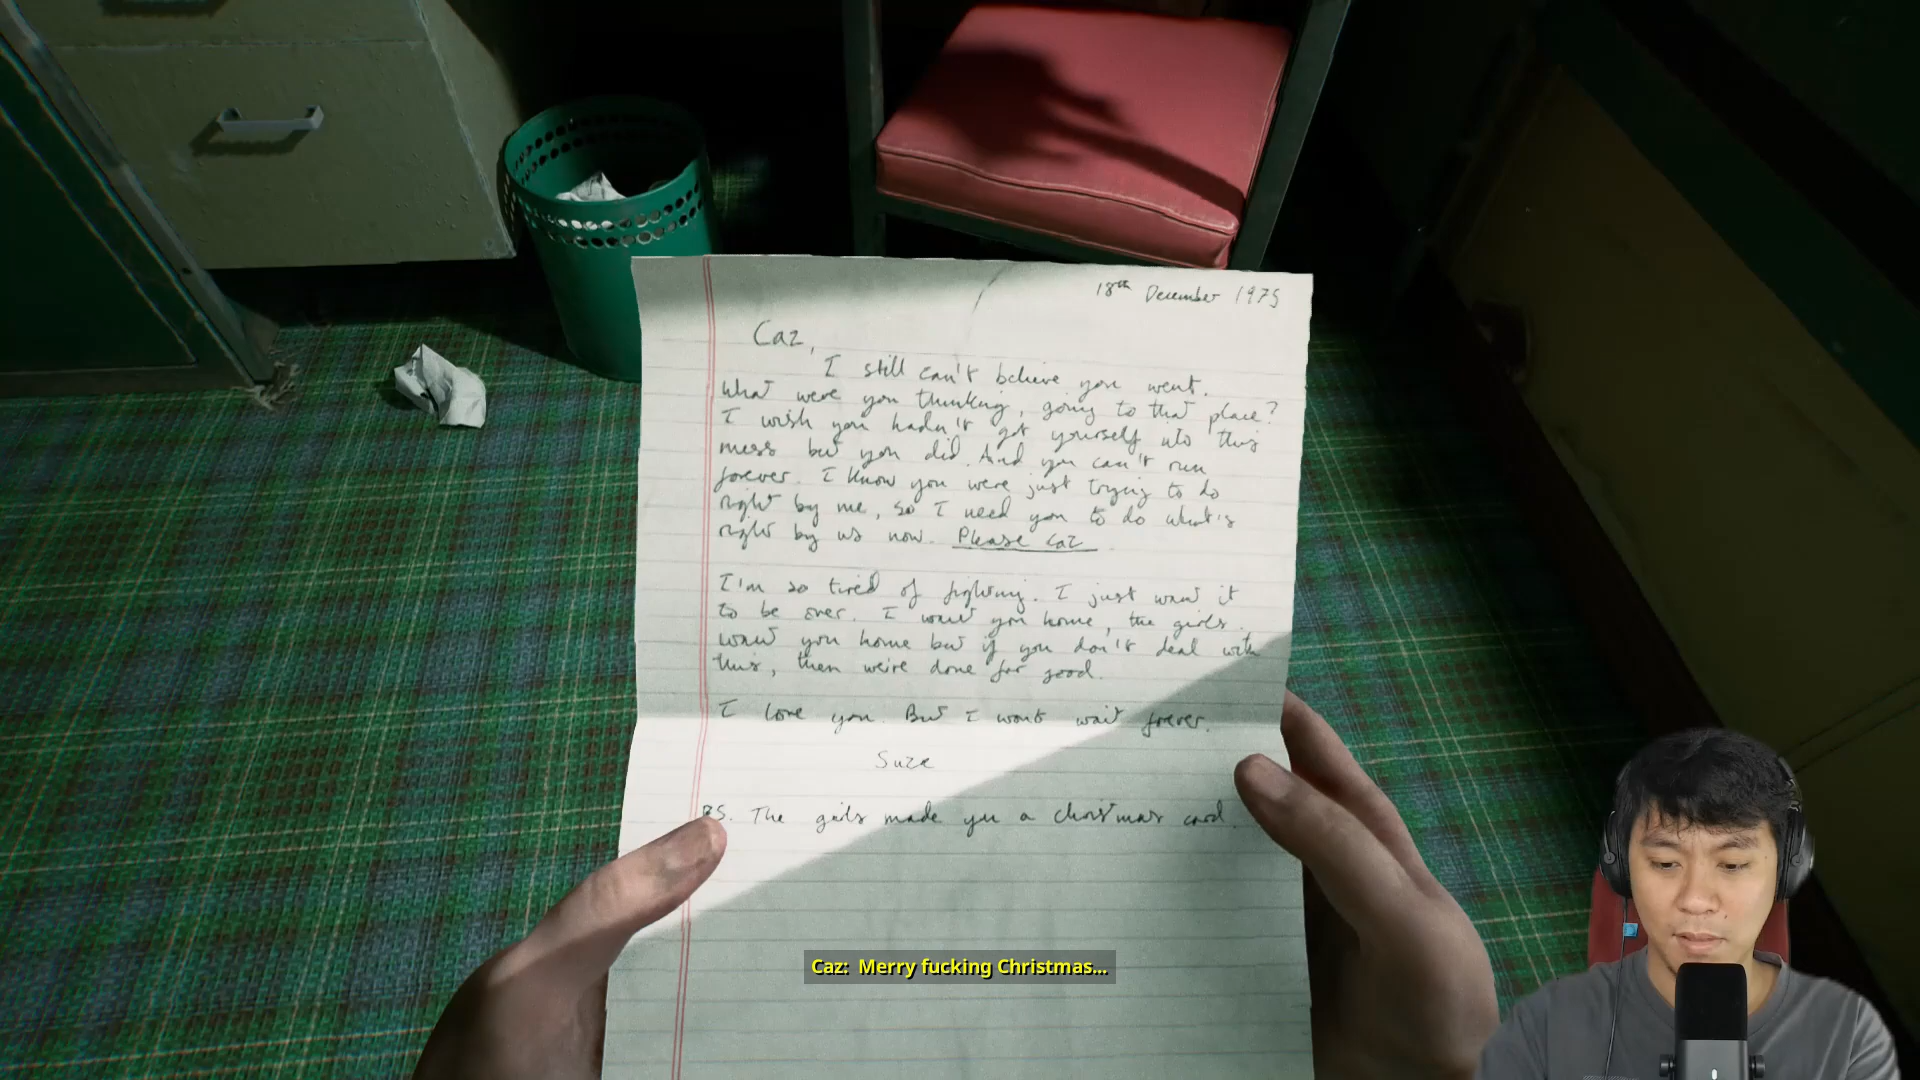 18th December 1975
Caz,
I still can't believe you went.
What were you thinking, going to that place?
I wish you hadn't got yourself into this
mess but you did. And you can't run
forever. I know you were just trying to do
right by me, so I need you to do what's
right by us now. Please Caz
I'm so tired of fighting. I just want it
to be over. I want you home, the girls
want you home but if you don't deal with
this, then we're done for good.
I love you. But I wont wait forever.
Suze
P.S. The girls made you a christmas card.
Caz: Merry fucking Christmas...